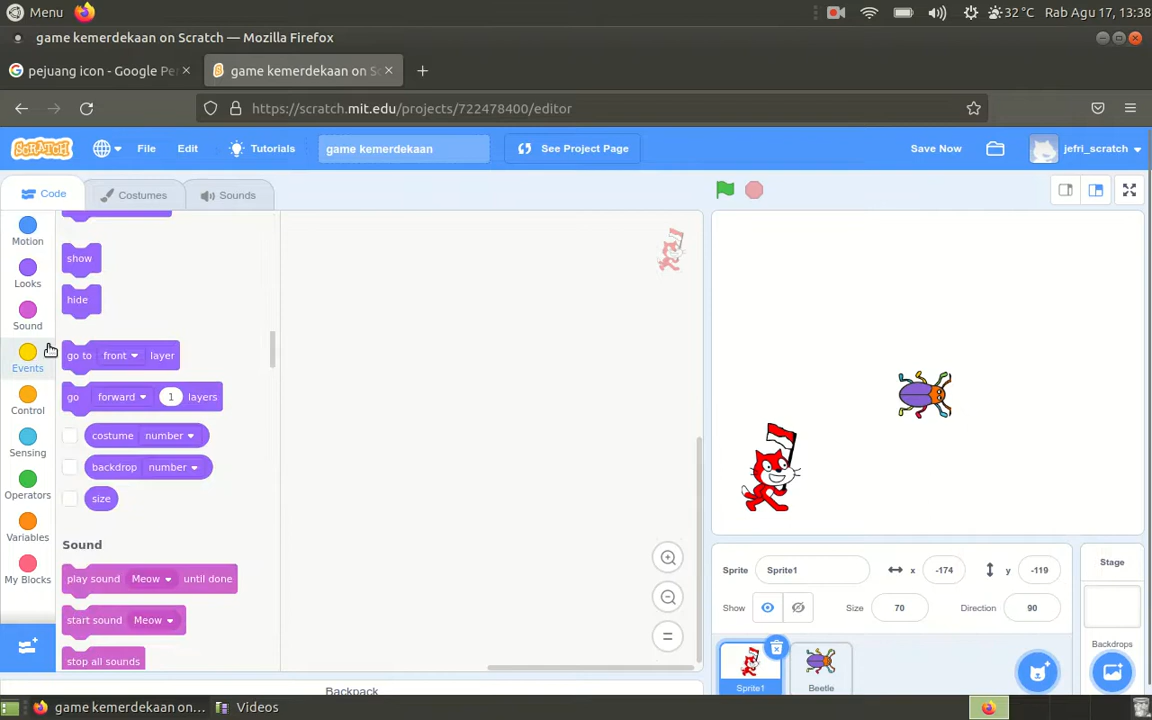 Menu 32 °C Rab Agu 17, 13:38
game kemerdekaan on Scratch — Mozilla Firefox
pejuang icon - Google Pe game kemerdekaan on Sc
https://scratch.mit.edu/projects/722478400/editor
SCRATCH File Edit Tutorials game kemerdekaan See Project Page Save Now jefri_scratch
Code Costumes Sounds
Motion
Looks
Sound
Events
Control
Sensing
Operators
Variables
My Blocks
show
hide
go to front layer
go forward 1 layers
costume number
backdrop number
size
Sound
play sound Meow until done
start sound Meow
stop all sounds
Backpack
Sprite Sprite1 x -174 y -119
Show Size 70 Direction 90
Sprite1 Beetle
Stage
Backdrops
game kemerdekaan on... Videos